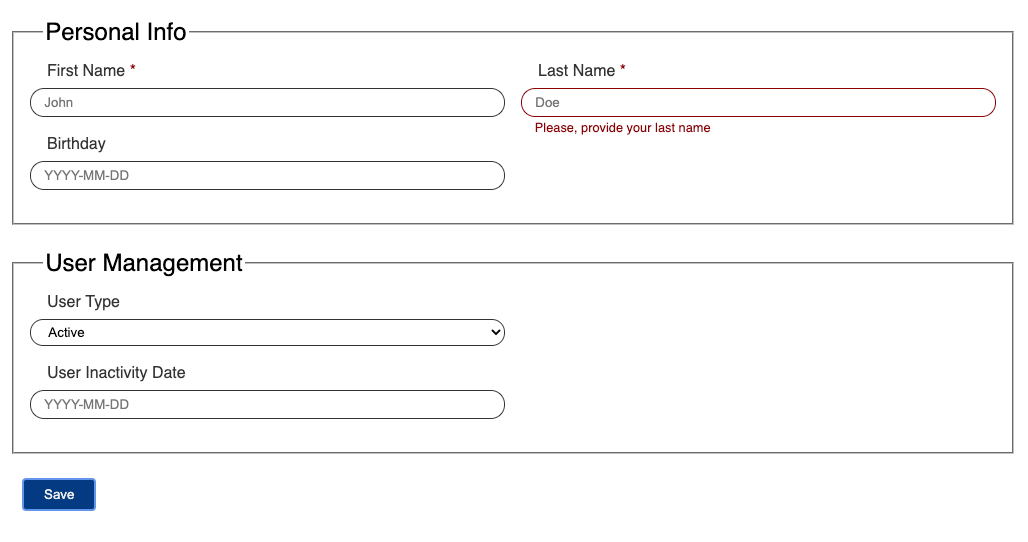 Personal Info
First Name *
Last Name *
John
Doe
Please, provide your last name
Birthday
YYYY-MM-DD
User Management
User Type
Active
User Inactivity Date
YYYY-MM-DD
Save